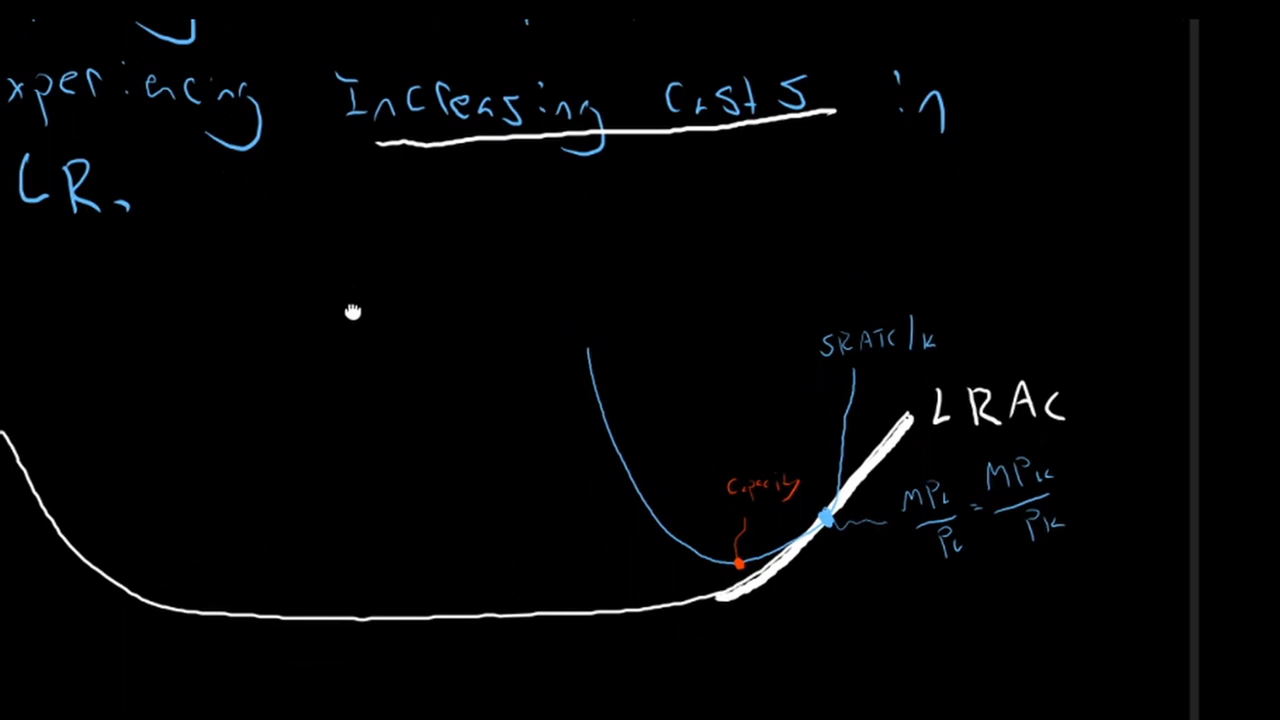 xperiencing Increasing Costs in
LR.
SRATC/K
LRAC
Capacity
MPL/PL = MPK/PK